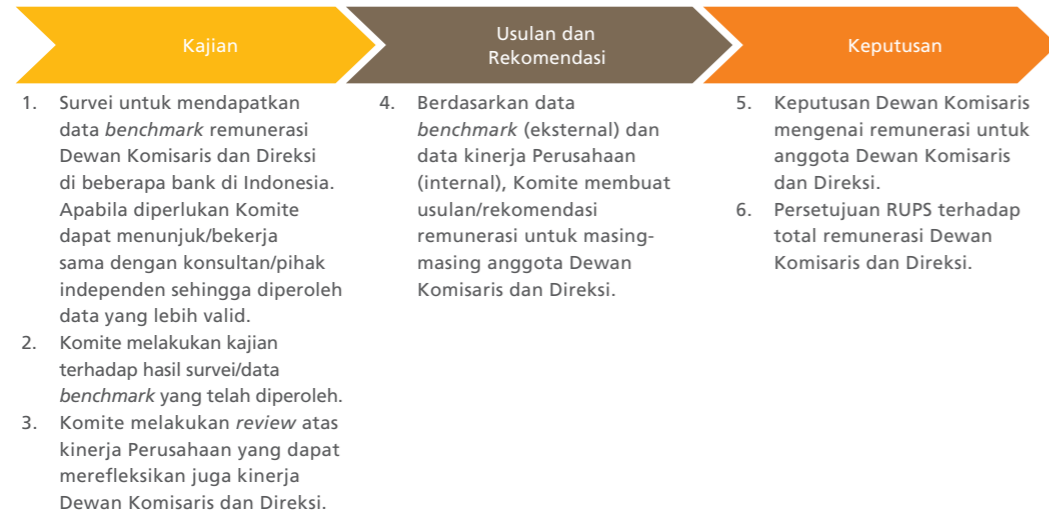 Kajian
Usulan dan
Rekomendasi
Keputusan
1. Survei untuk mendapatkan
data benchmark remunerasi
Dewan Komisaris dan Direksi
di beberapa bank di Indonesia.
Apabila diperlukan Komite
dapat menunjuk/bekerja
sama dengan konsultan/pihak
independen sehingga diperoleh
data yang lebih valid.
2. Komite melakukan kajian
terhadap hasil survei/data
benchmark yang telah diperoleh.
3. Komite melakukan review atas
kinerja Perusahaan yang dapat
merefleksikan juga kinerja
Dewan Komisaris dan Direksi.
4. Berdasarkan data
benchmark (eksternal) dan
data kinerja Perusahaan
(internal), Komite membuat
usulan/rekomendasi
remunerasi untuk masing-
masing anggota Dewan
Komisaris dan Direksi.
5. Keputusan Dewan Komisaris
mengenai remunerasi untuk
anggota Dewan Komisaris
dan Direksi.
6. Persetujuan RUPS terhadap
total remunerasi Dewan
Komisaris dan Direksi.